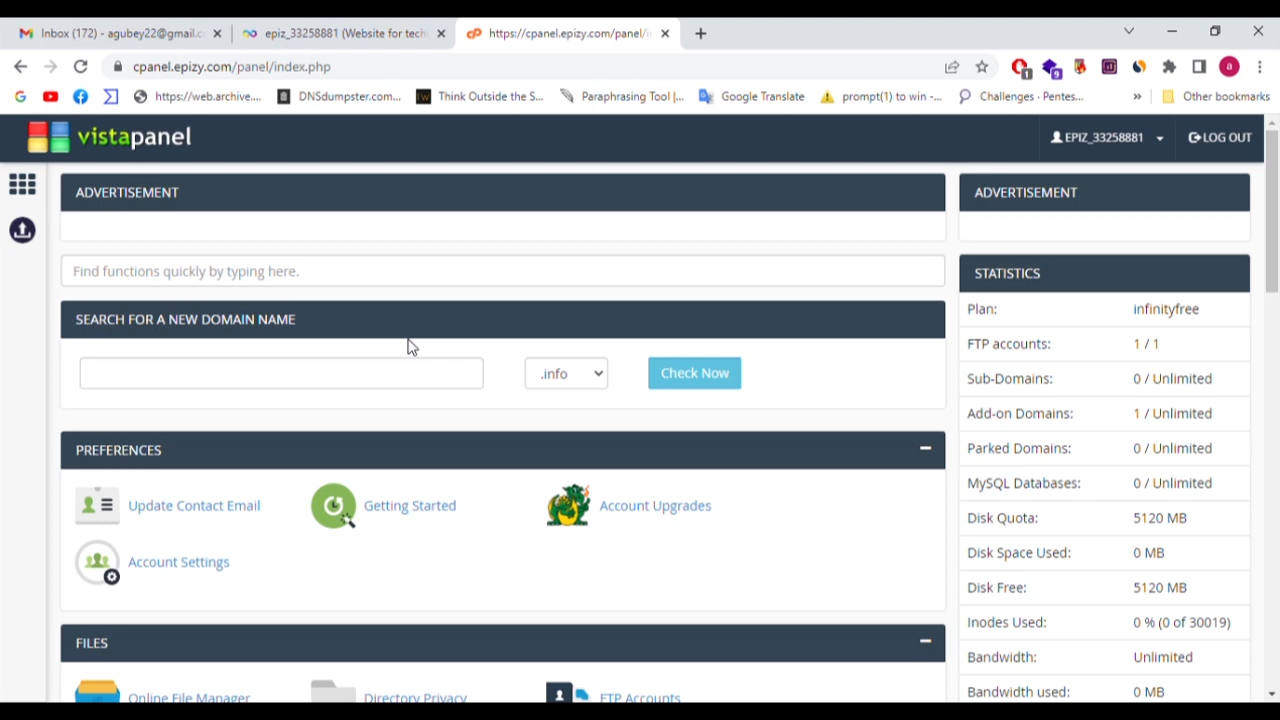 Inbox (172) - agubey22@gmail.c
epiz_33258881 (Website for tech
https://cpanel.epizy.com/panel/i
cpanel.epizy.com/panel/index.php
1
9
a
https://web.archive....
DNSdumpster.com...
Think Outside the S...
Paraphrasing Tool |...
Google Translate
prompt(1) to win -...
Challenges · Pentes...
»
Other bookmarks
vistapanel
EPIZ_33258881
LOG OUT
ADVERTISEMENT
ADVERTISEMENT
Find functions quickly by typing here.
SEARCH FOR A NEW DOMAIN NAME
.info
Check Now
PREFERENCES
Update Contact Email
Getting Started
Account Upgrades
Account Settings
FILES
Online File Manager
Directory Privacy
FTP Accounts
STATISTICS
Plan: infinityfree
FTP accounts: 1 / 1
Sub-Domains: 0 / Unlimited
Add-on Domains: 1 / Unlimited
Parked Domains: 0 / Unlimited
MySQL Databases: 0 / Unlimited
Disk Quota: 5120 MB
Disk Space Used: 0 MB
Disk Free: 5120 MB
Inodes Used: 0 % (0 of 30019)
Bandwidth: Unlimited
Bandwidth used: 0 MB